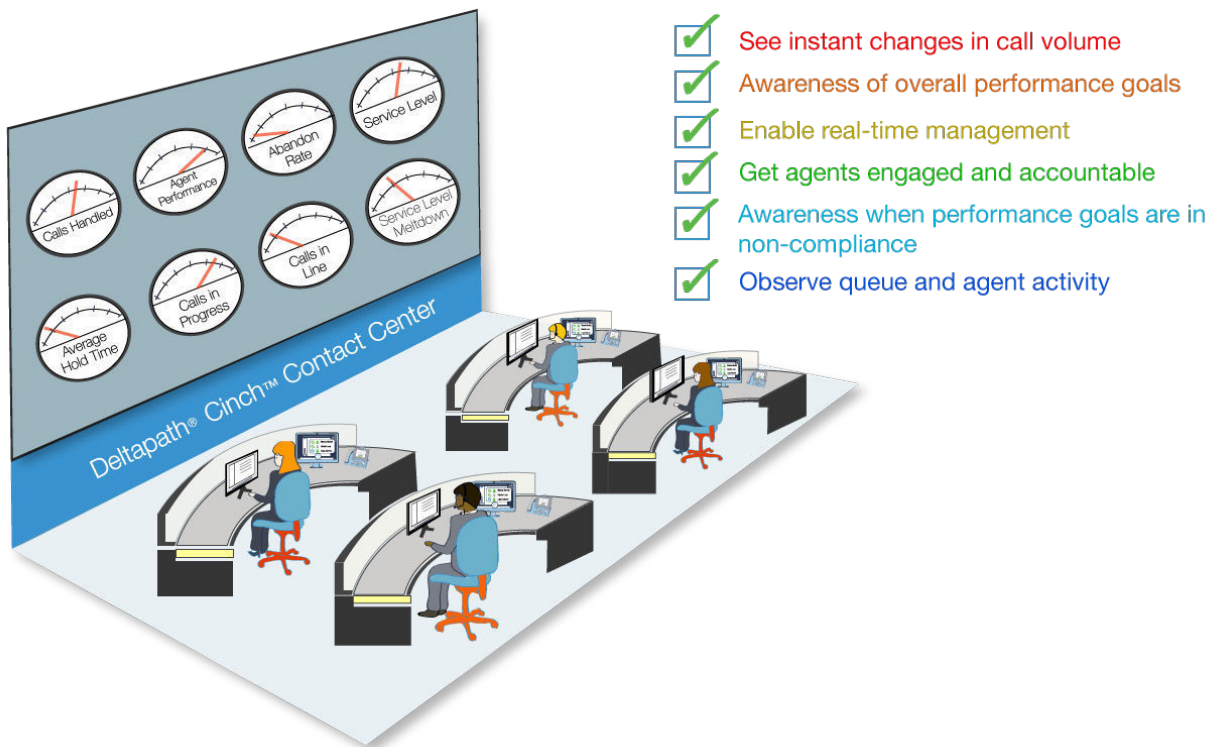 Calls Handled
Agent
Performance
Abandon
Rate
Service Level
Average
Hold Time
Calls in
Progress
Calls in
Line
Service Level
Meltdown
Deltapath® Cinch™ Contact Center
See instant changes in call volume
Awareness of overall performance goals
Enable real-time management
Get agents engaged and accountable
Awareness when performance goals are in
non-compliance
Observe queue and agent activity